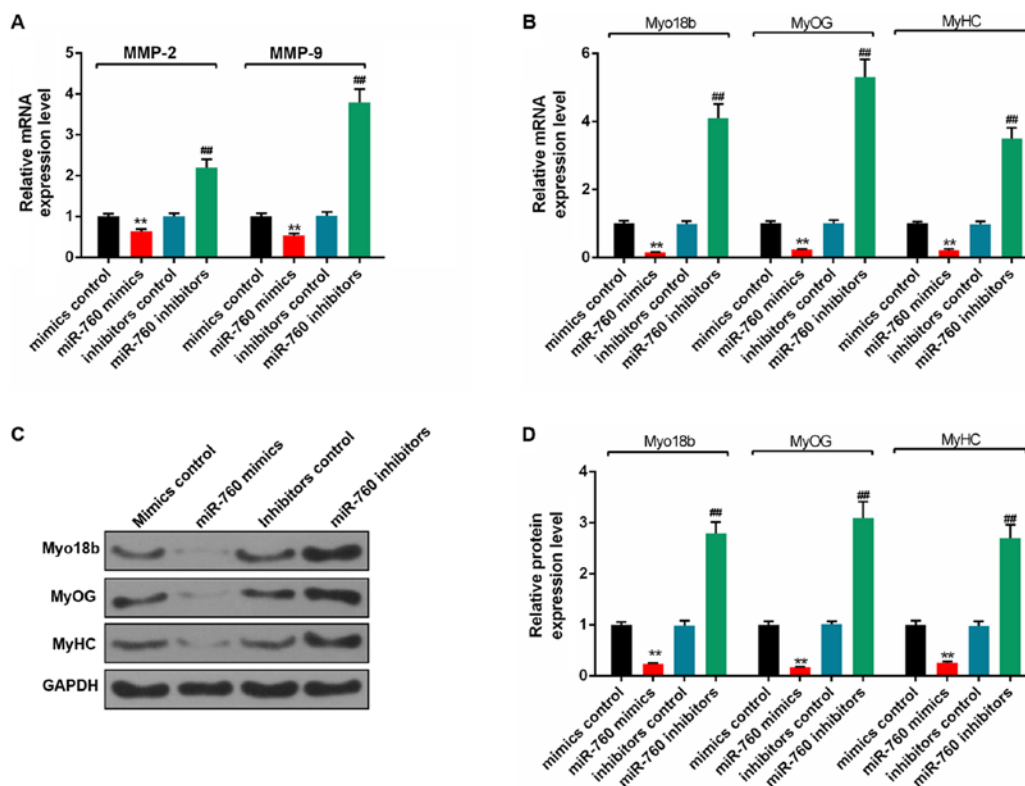 A
MMP-2 MMP-9
Relative mRNA
expression level
5
4
3
2
1
0
** ## ** ##
mimics control
miR-760 mimics
inhibitors control
miR-760 inhibitors
mimics control
miR-760 mimics
inhibitors control
miR-760 inhibitors
B
Myo18b MyOG MyHC
Relative mRNA
expression level
6
4
2
0
** ## ** ## ** ##
mimics control
miR-760 mimics
inhibitors control
miR-760 inhibitors
mimics control
miR-760 mimics
inhibitors control
miR-760 inhibitors
mimics control
miR-760 mimics
inhibitors control
miR-760 inhibitors
C
Mimics control
miR-760 mimics
Inhibitors control
miR-760 inhibitors
Myo18b
MyOG
MyHC
GAPDH
D
Myo18b MyOG MyHC
Relative protein
expression level
4
3
2
1
0
** ## ** ## ** ##
mimics control
miR-760 mimics
inhibitors control
miR-760 inhibitors
mimics control
miR-760 mimics
inhibitors control
miR-760 inhibitors
mimics control
miR-760 mimics
inhibitors control
miR-760 inhibitors